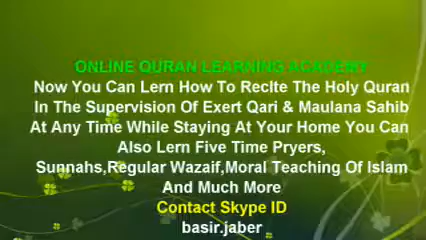 ONLINE QURAN LEARNING ACADEMY
Now You Can Lern How To Recite The Holy Quran
In The Supervision Of Exert Qari & Maulana Sahib
At Any Time While Staying At Your Home You Can
Also Lern Five Time Pryers,
Sunnahs,Regular Wazaif,Moral Teaching Of Islam
And Much More
Contact Skype ID
basir.jaber